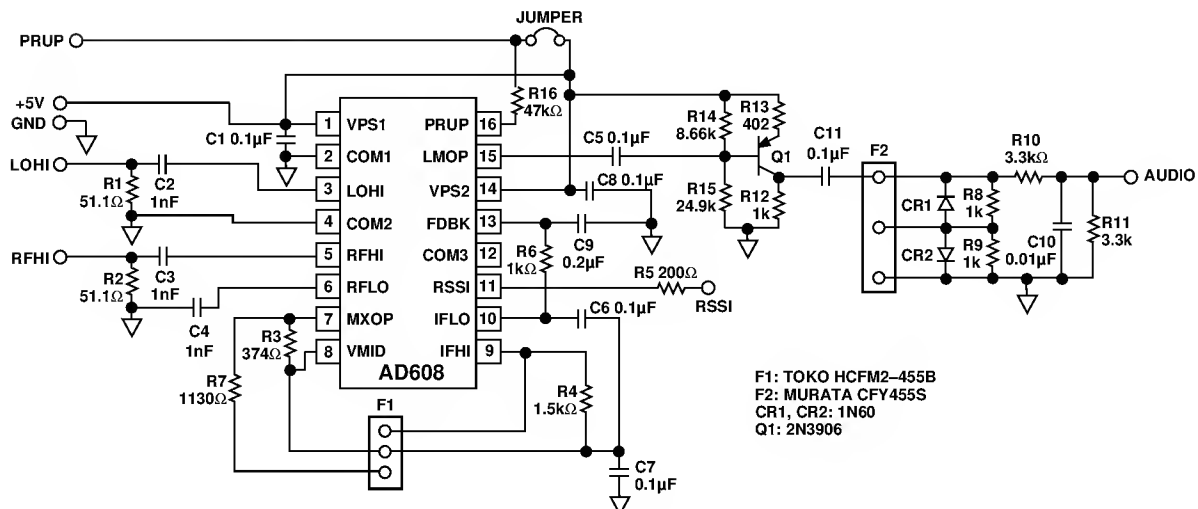 JUMPER
PRUP
+5V
GND
LOHI
RFHI
R1
51.1Ω
R2
51.1Ω
C1 0.1µF
C2
1nF
C3
1nF
C4
1nF
R3
374Ω
R7
1130Ω
1 VPS1
2 COM1
3 LOHI
4 COM2
5 RFHI
6 RFLO
7 MXOP
8 VMID
PRUP 16
LMOP 15
VPS2 14
FDBK 13
COM3 12
RSSI 11
IFLO 10
IFHI 9
AD608
F1
R16
47kΩ
C5 0.1µF
C8 0.1µF
R6
1kΩ
C9
0.2µF
R5 200Ω
RSSI
C6 0.1µF
R4
1.5kΩ
C7
0.1µF
R14
8.66k
R13
402
Q1
R15
24.9k
R12
1k
C11
0.1µF
F2
CR1
CR2
R8
1k
R9
1k
R10
3.3kΩ
C10
0.01µF
R11
3.3k
AUDIO
F1: TOKO HCFM2–455B
F2: MURATA CFY455S
CR1, CR2: 1N60
Q1: 2N3906